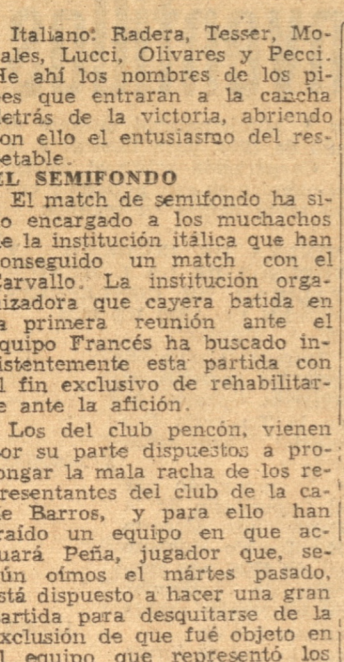 Italiano: Radera, Tesser, Mo-
ales, Lucci, Olivares y Pecci.
He ahí los nombres de los pi-
es que entraran a la cancha
etrás de la victoria, abriendo
on ello el entusiasmo del res-
etable.
EL SEMIFONDO
El match de semifondo ha si-
o encargado a los muchachos
e la institución itálica que han
onseguido un match con el
Carvallo. La institución orga-
izadora que cayera batida en
a primera reunión ante el
quipo Francés ha buscado in-
istentemente esta partida con
l fin exclusivo de rehabilitar-
e ante la afición.
Los del club pencón, vienen
or su parte dispuestos a pro-
ongar la mala racha de los re-
resentantes del club de la ca-
le Barros, y para ello han
raído un equipo en que ac-
uará Peña, jugador que, se-
ún oímos el mártes pasado,
stá dispuesto a hacer una gran
artida para desquitarse de la
xclusión de que fué objeto en
l equipo que representó los